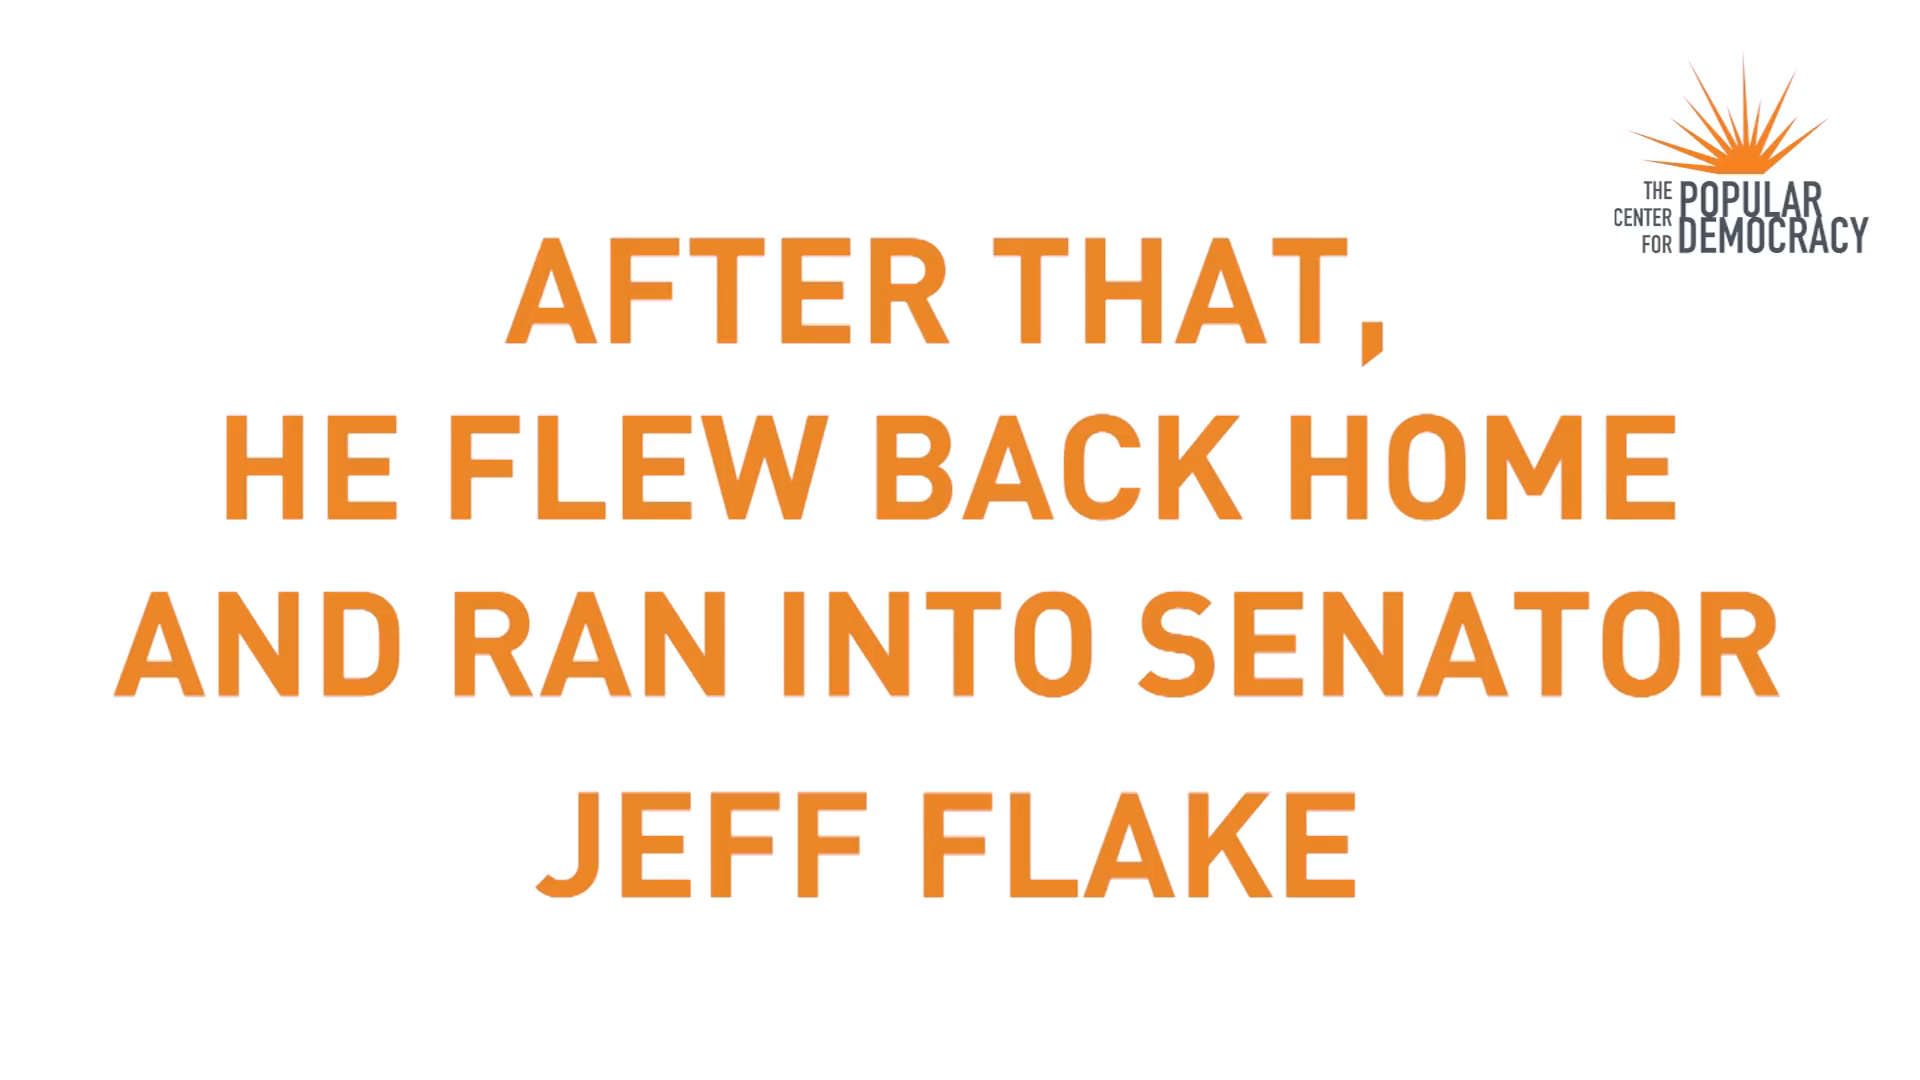 THE POPULAR
CENTER DEMOCRACY
FOR
AFTER THAT,
HE FLEW BACK HOME
AND RAN INTO SENATOR
JEFF FLAKE